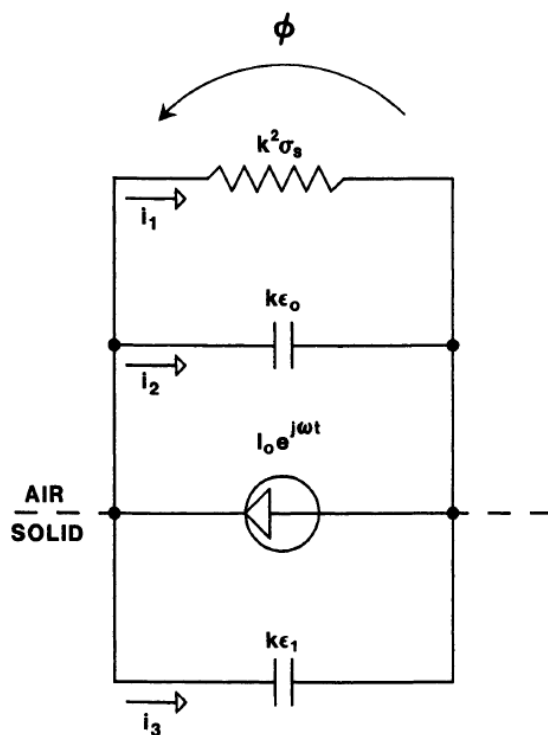 ϕ
k²σₛ
i₁
kϵₒ
i₂
Iₒe^{jωt}
AIR
SOLID
kϵ₁
i₃